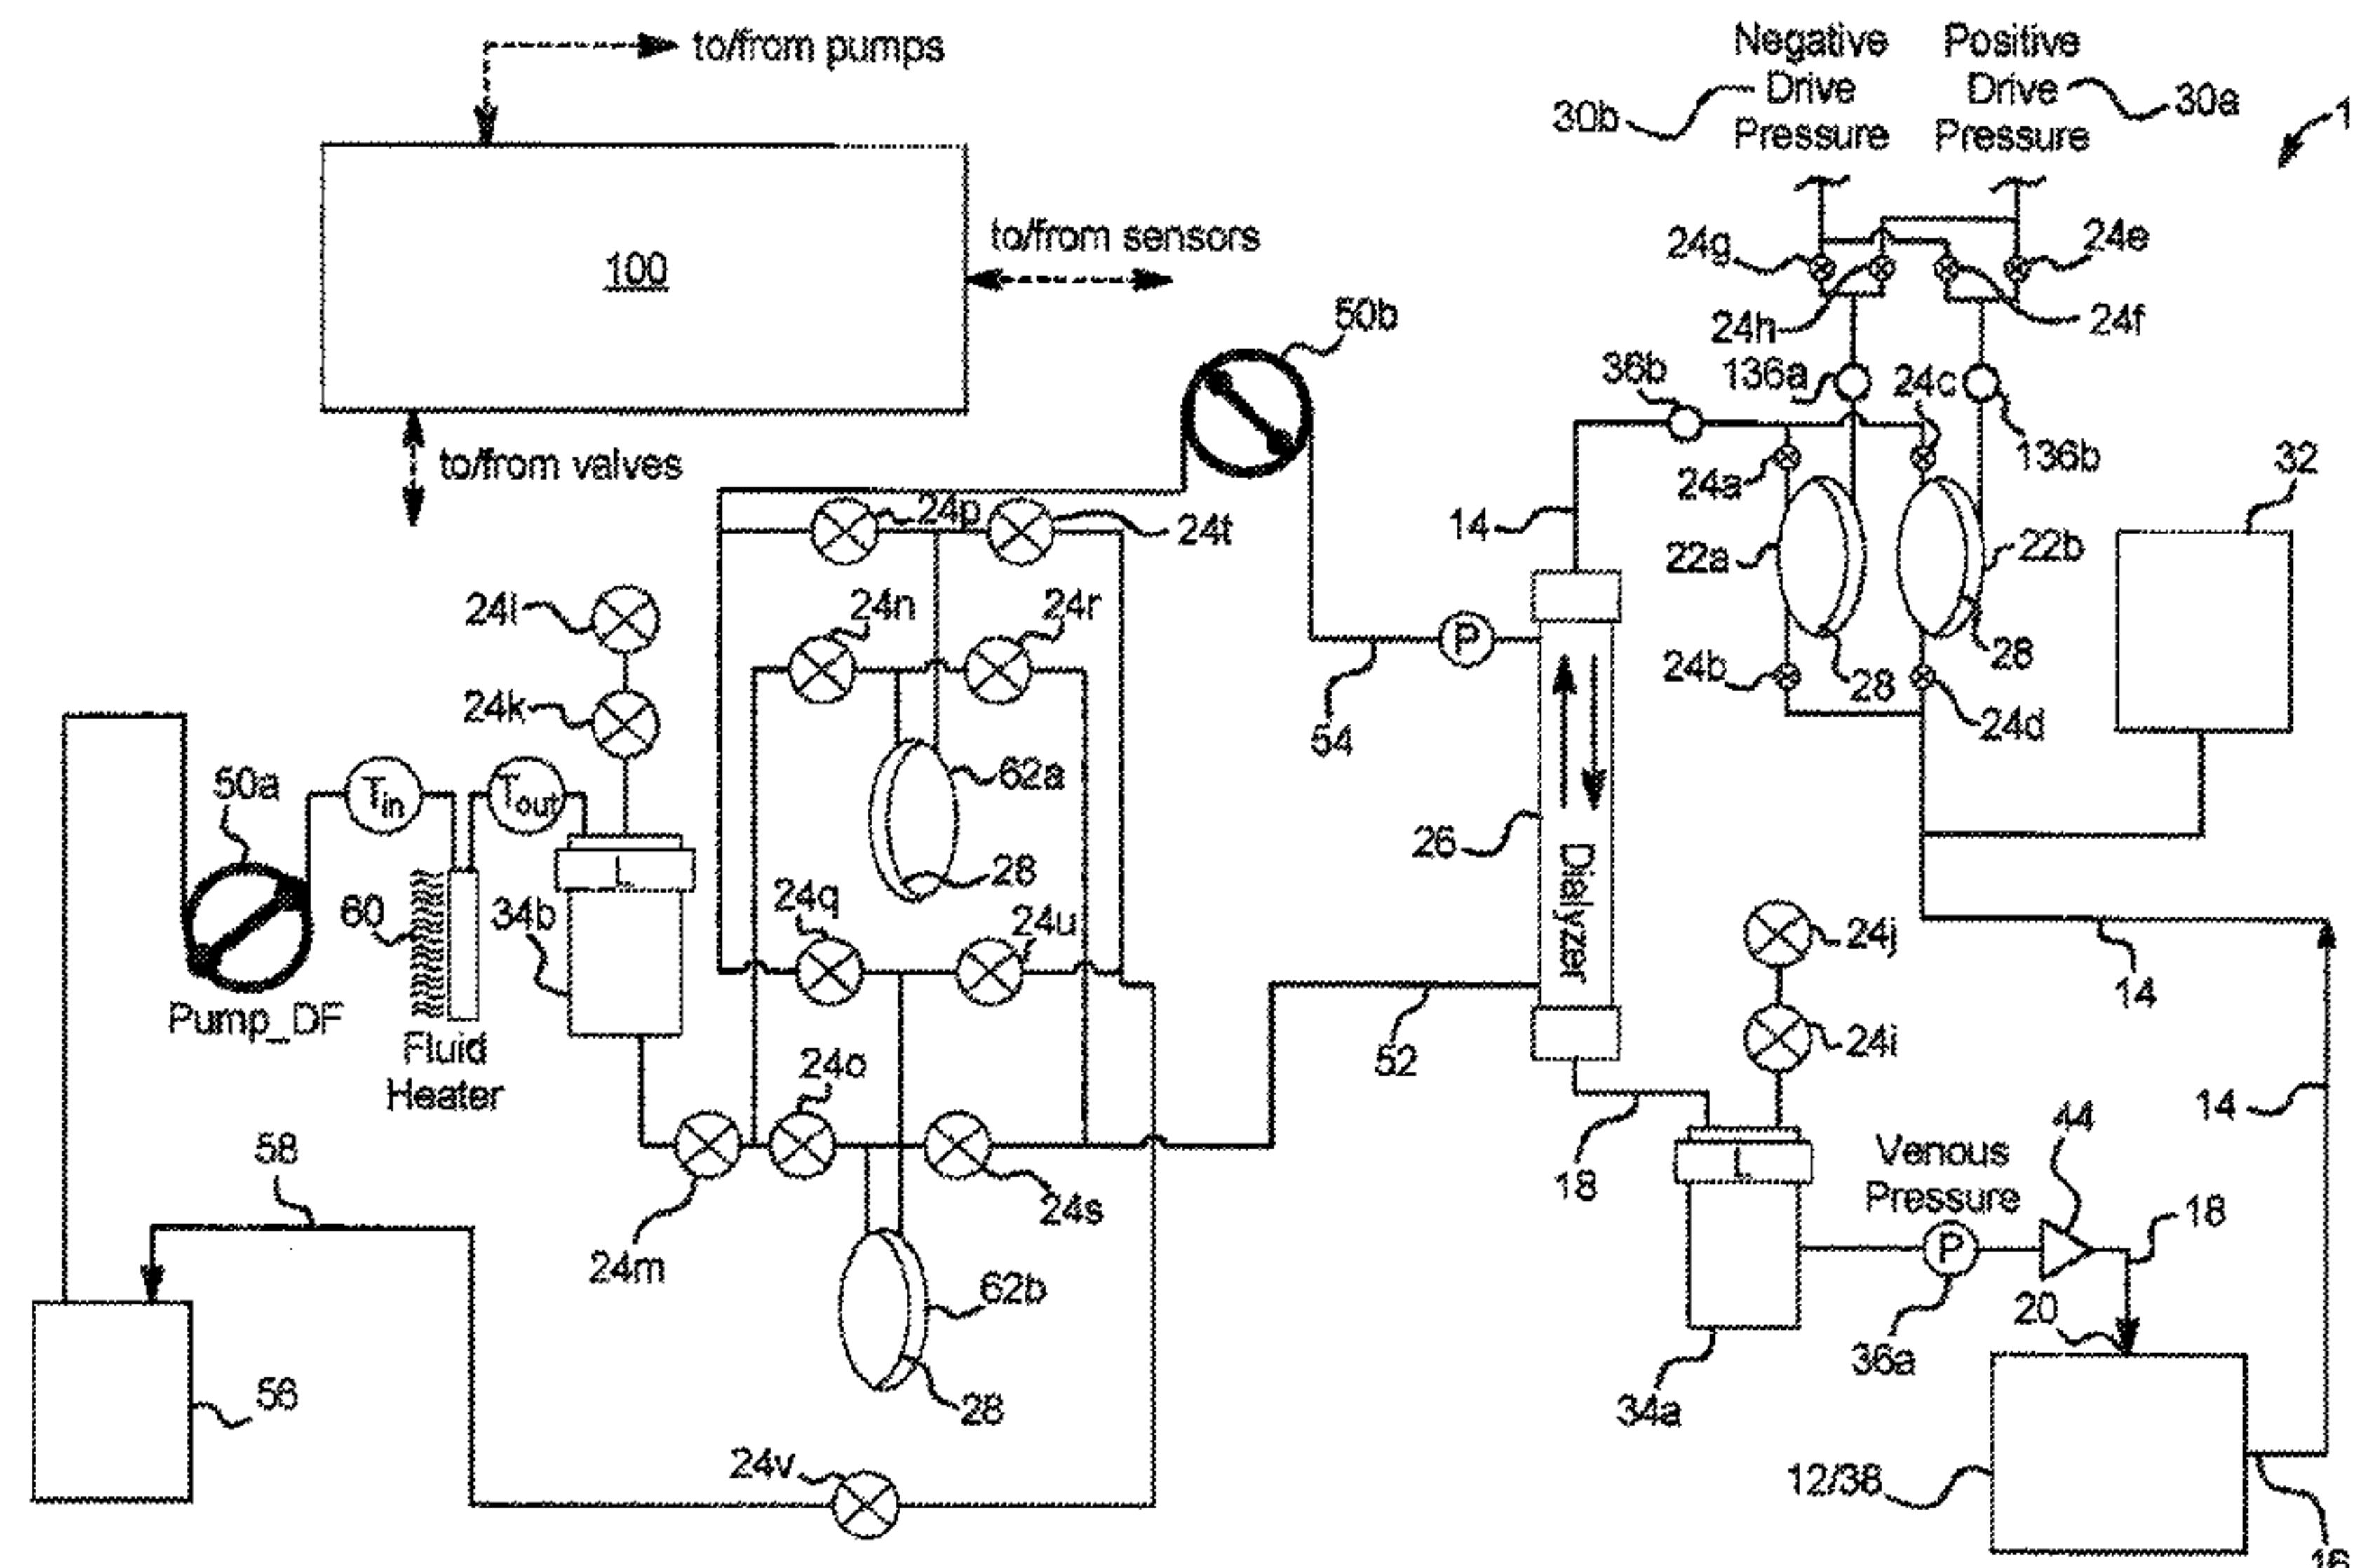 to/from pumps
Negative
Drive
Pressure
Positive
Drive
Pressure
30b
30a
1
100
to/from sensors
to/from valves
24g
24e
24h
24f
50b
36b
136a
24c
136b
24a
32
14
22a
22b
24p
24t
24l
24n
24r
24k
P
28
28
24b
24d
54
50a
Tin
Tout
62a
26
Dialyzer
60
34b
L
28
24q
24u
24j
14
Pump_DF
Fluid
Heater
24o
52
24i
14
58
24m
24s
18
L
Venous
Pressure
44
18
P
62b
20
36a
56
28
34a
24v
12/38
16